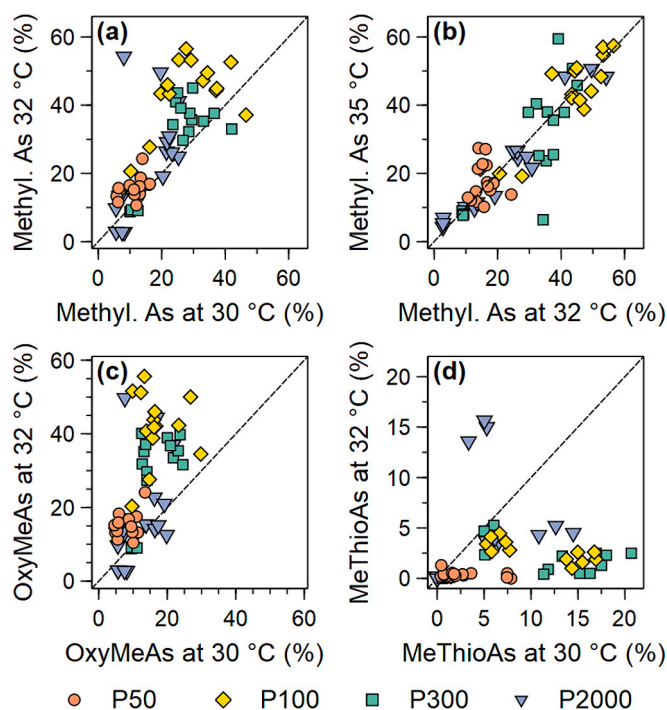 (a)
Methyl. As 32 °C (%)
60
40
20
0
0 20 40 60
Methyl. As at 30 °C (%)
(b)
Methyl. As 35 °C (%)
60
40
20
0
0 20 40 60
Methyl. As at 32 °C (%)
(c)
OxyMeAs at 32 °C (%)
60
40
20
0
0 20 40 60
OxyMeAs at 30 °C (%)
(d)
MeThioAs at 32 °C (%)
20
15
10
5
0
0 5 10 15 20
MeThioAs at 30 °C (%)
P50 P100 P300 P2000